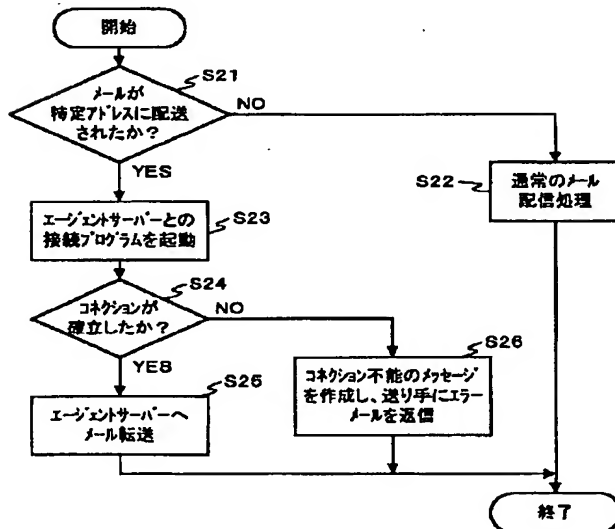 開始
S21
メールが
特定アドレスに配送
されたか？
NO
YES
S22
通常のメール
配信処理
S23
エージェントサーバーとの
接続プログラムを起動
S24
コネクションが
確立したか？
NO
YES
S25
エージェントサーバーへ
メール転送
S26
コネクション不能のメッセージ
を作成し、送り手にエラー
メールを返信
終了